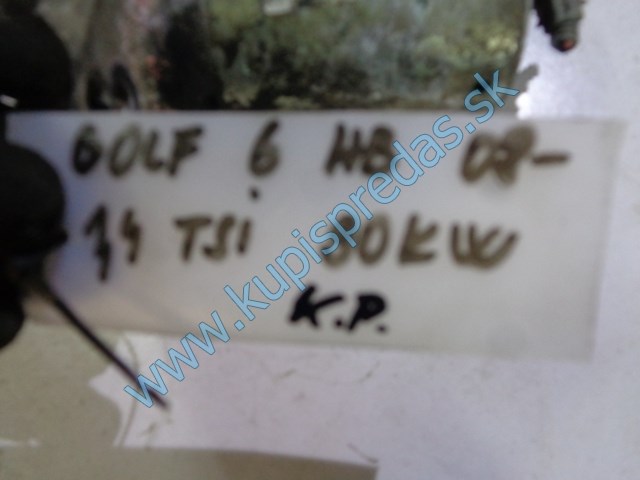 GOLF 6 HB 08-
1,4 TSI 90KW
K.P.
www.kupispredas.sk